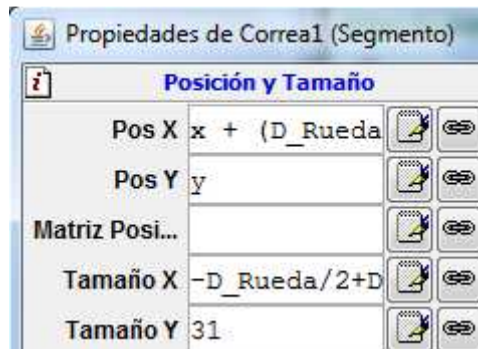 Propiedades de Correa1 (Segmento)
i Posición y Tamaño
Pos X x + (D_Rueda
Pos Y y
Matriz Posi...
Tamaño X -D_Rueda/2+D
Tamaño Y 31